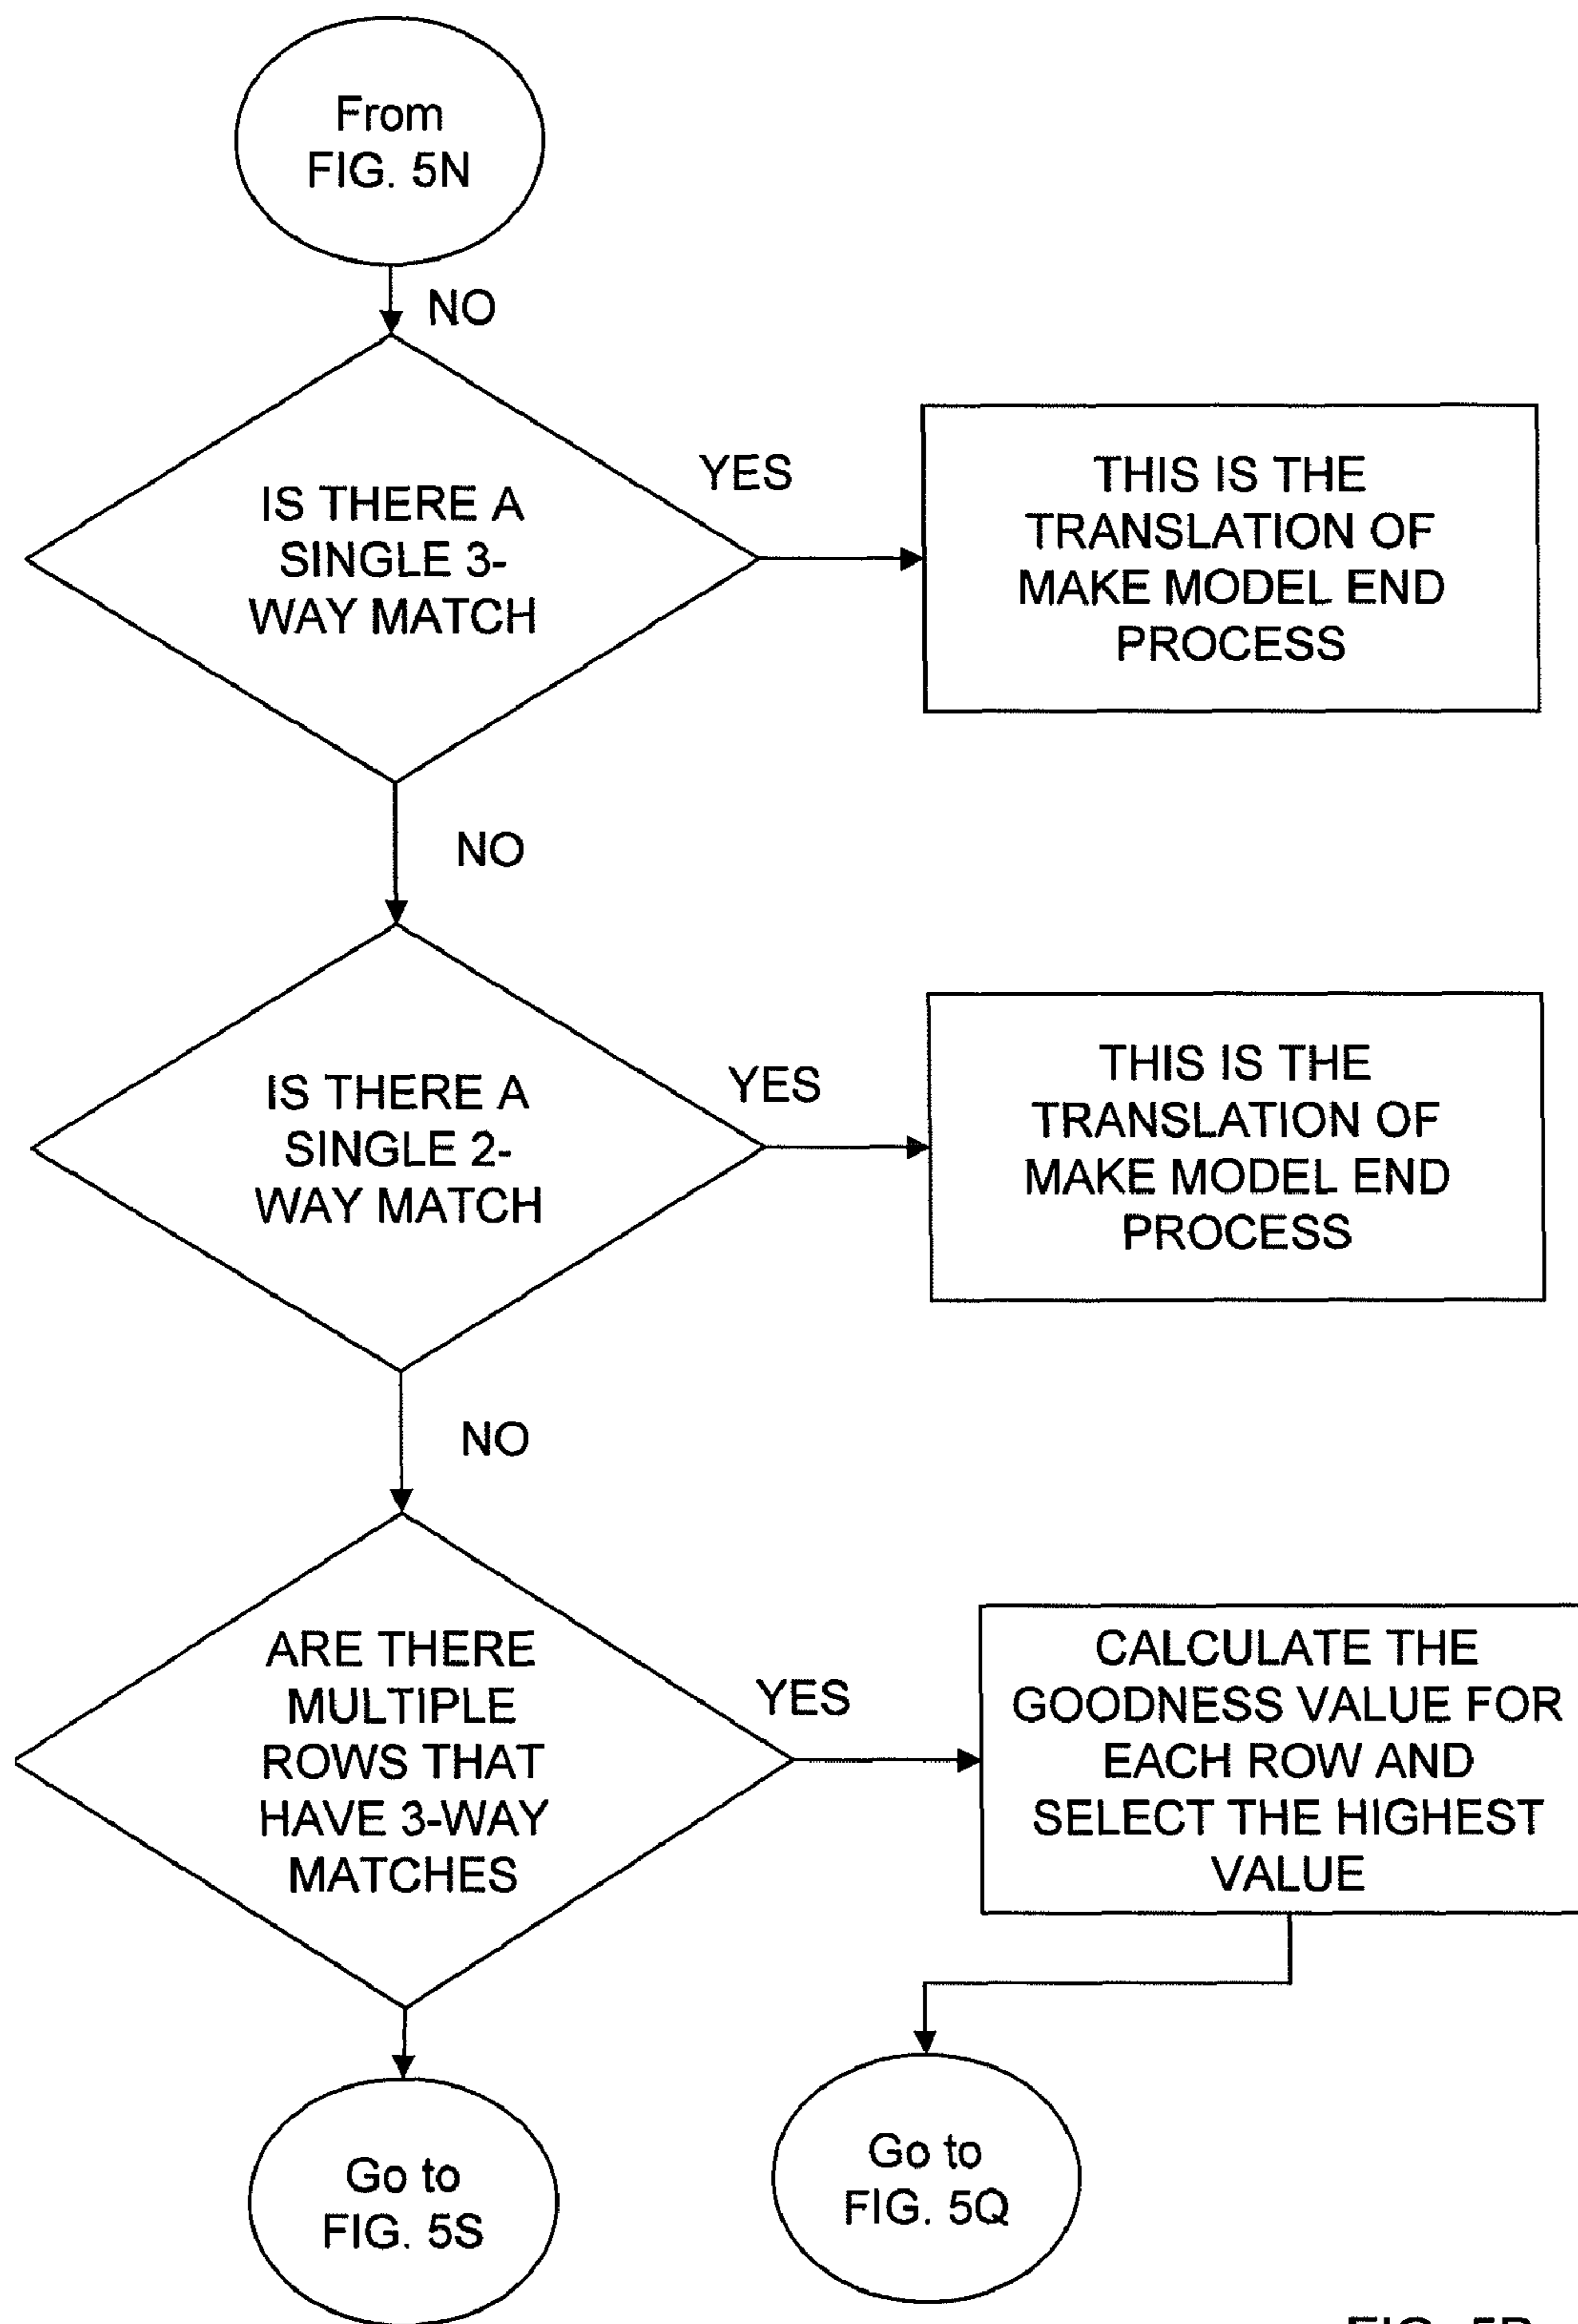 From
FIG. 5N
NO
IS THERE A
SINGLE 3-
WAY MATCH
YES
THIS IS THE
TRANSLATION OF
MAKE MODEL END
PROCESS
NO
IS THERE A
SINGLE 2-
WAY MATCH
YES
THIS IS THE
TRANSLATION OF
MAKE MODEL END
PROCESS
NO
ARE THERE
MULTIPLE
ROWS THAT
HAVE 3-WAY
MATCHES
YES
CALCULATE THE
GOODNESS VALUE FOR
EACH ROW AND
SELECT THE HIGHEST
VALUE
Go to
FIG. 5S
Go to
FIG. 5Q
FIG.